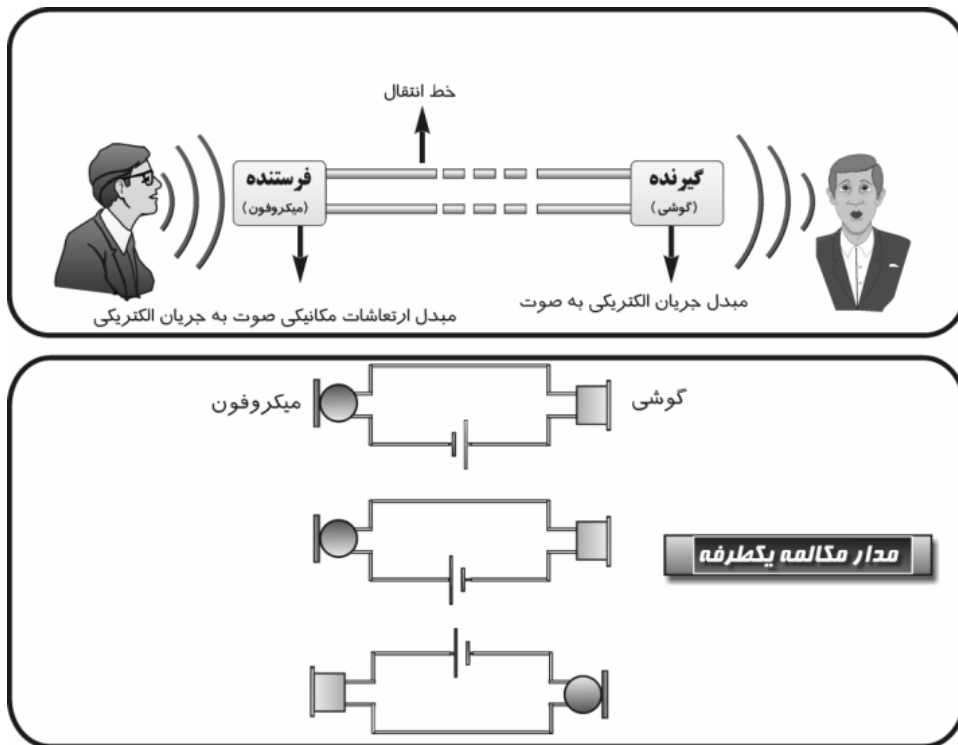 خط انتقال
فرستنده
(میکروفون)
گیرنده
(گوشی)
مبدل جریان الکتریکی به صوت
مبدل ارتعاشات مکانیکی صوت به جریان الکتریکی
میکروفون
گوشی
مدار مکالمه یکطرفه